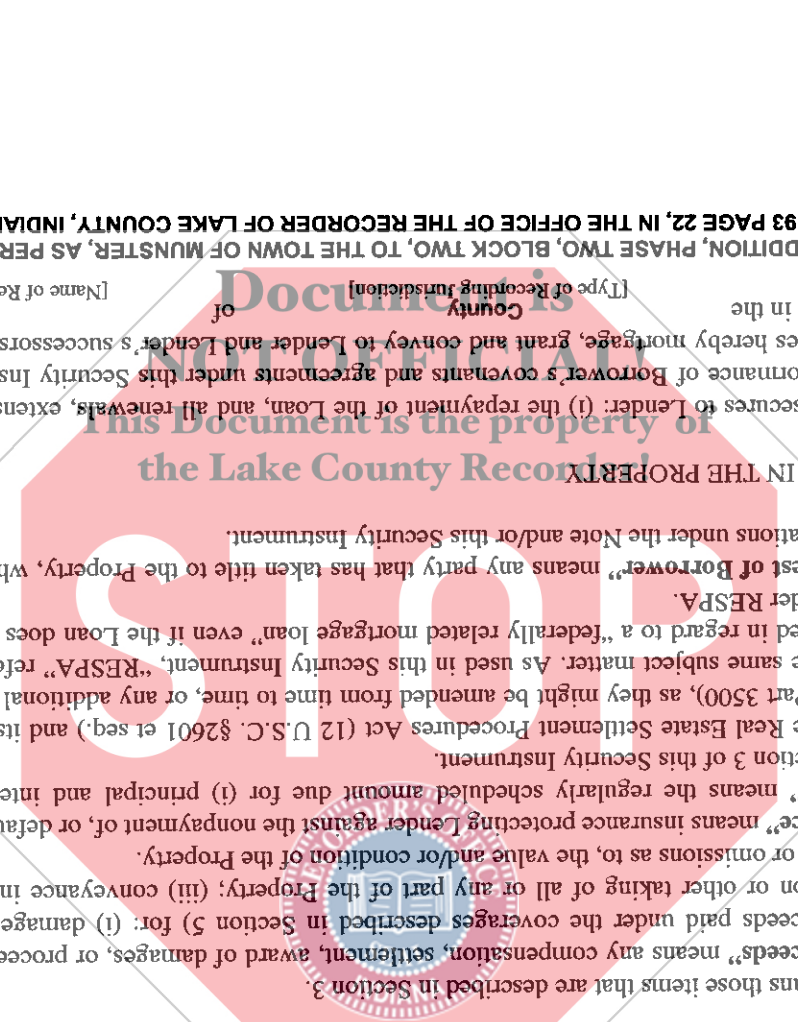 ans those items that are described in Section 3.
ceeds” means any compensation, settlement, award of damages, or proceed
ceeds paid under the coverages described in Section 5) for: (i) damage
on or other taking of all or any part of the Property; (iii) conveyance in
or omissions as to, the value and/or condition of the Property.
ce” means insurance protecting Lender against the nonpayment of, or defau
” means the regularly scheduled amount due for (i) principal and inte
ction 3 of this Security Instrument.
e Real Estate Settlement Procedures Act (12 U.S.C. §2601 et seq.) and its
Part 3500), as they might be amended from time to time, or any additional
e same subject matter. As used in this Security Instrument, “RESPA” refe
ed in regard to a “federally related mortgage loan” even if the Loan does
der RESPA.
est of Borrower” means any party that has taken title to the Property, wh
ations under the Note and/or this Security Instrument.
IN THE PROPERTY
secures to Lender: (i) the repayment of the Loan, and all renewals, extens
ormance of Borrower’s covenants and agreements under this Security Ins
es hereby mortgage, grant and convey to Lender and Lender’s successors
in the County of
[Type of Recording Jurisdiction] [Name of Re
DDITION, PHASE TWO, BLOCK TWO, TO THE TOWN OF MUNSTER, AS PER
93 PAGE 22, IN THE OFFICE OF THE RECORDER OF LAKE COUNTY, INDIAN
Document is
NOT OFFICIAL!
This Document is the property of
the Lake County Recorder!
STOP